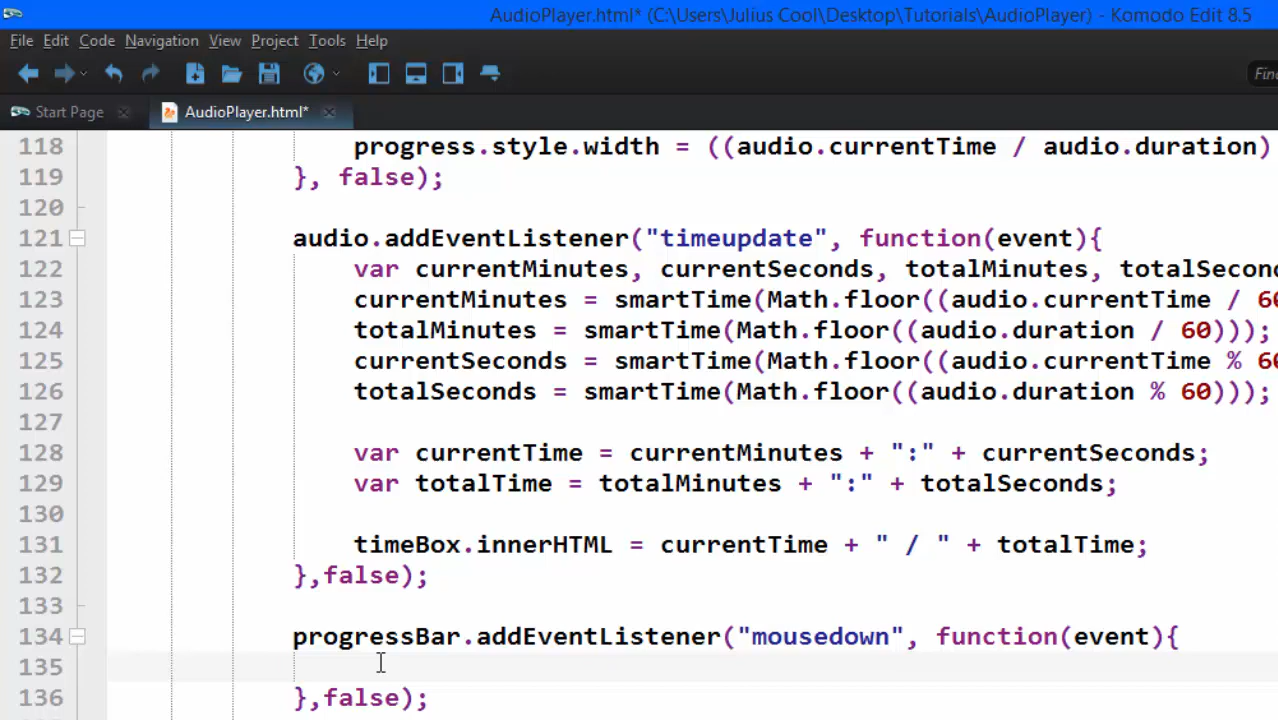 AudioPlayer.html* (C:\Users\Julius Cool\Desktop\Tutorials\AudioPlayer) - Komodo Edit 8.5
File Edit Code Navigation View Project Tools Help
Start Page AudioPlayer.html*
118 progress.style.width = ((audio.currentTime / audio.duration)
119 }, false);
120
121 audio.addEventListener("timeupdate", function(event){
122 var currentMinutes, currentSeconds, totalMinutes,
123 currentMinutes = smartTime(Math.floor((audio.currentTime /
124 totalMinutes = smartTime(Math.floor((audio.duration / 60)));
125 currentSeconds = smartTime(Math.floor((audio.currentTime %
126 totalSeconds = smartTime(Math.floor((audio.duration % 60)));
127
128 var currentTime = currentMinutes + ":" + currentSeconds;
129 var totalTime = totalMinutes + ":" + totalSeconds;
130
131 timeBox.innerHTML = currentTime + " / " + totalTime;
132 },false);
133
134 progressBar.addEventListener("mousedown", function(event){
135
136 },false);